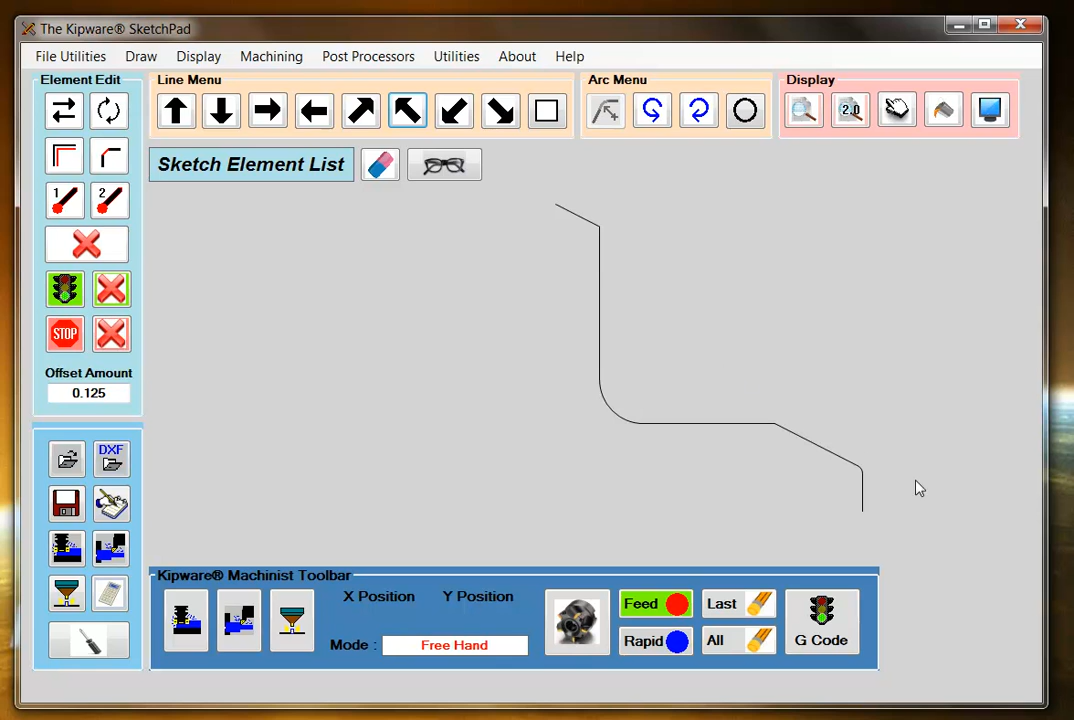 The Kipware® SketchPad
File Utilities Draw Display Machining Post Processors Utilities About Help
Element Edit
Line Menu
Arc Menu
Display
2.0
Sketch Element List
1
2
STOP
Offset Amount
0.125
DXF
Kipware® Machinist Toolbar
X Position Y Position
Mode : Free Hand
Feed
Rapid
Last
All
G Code